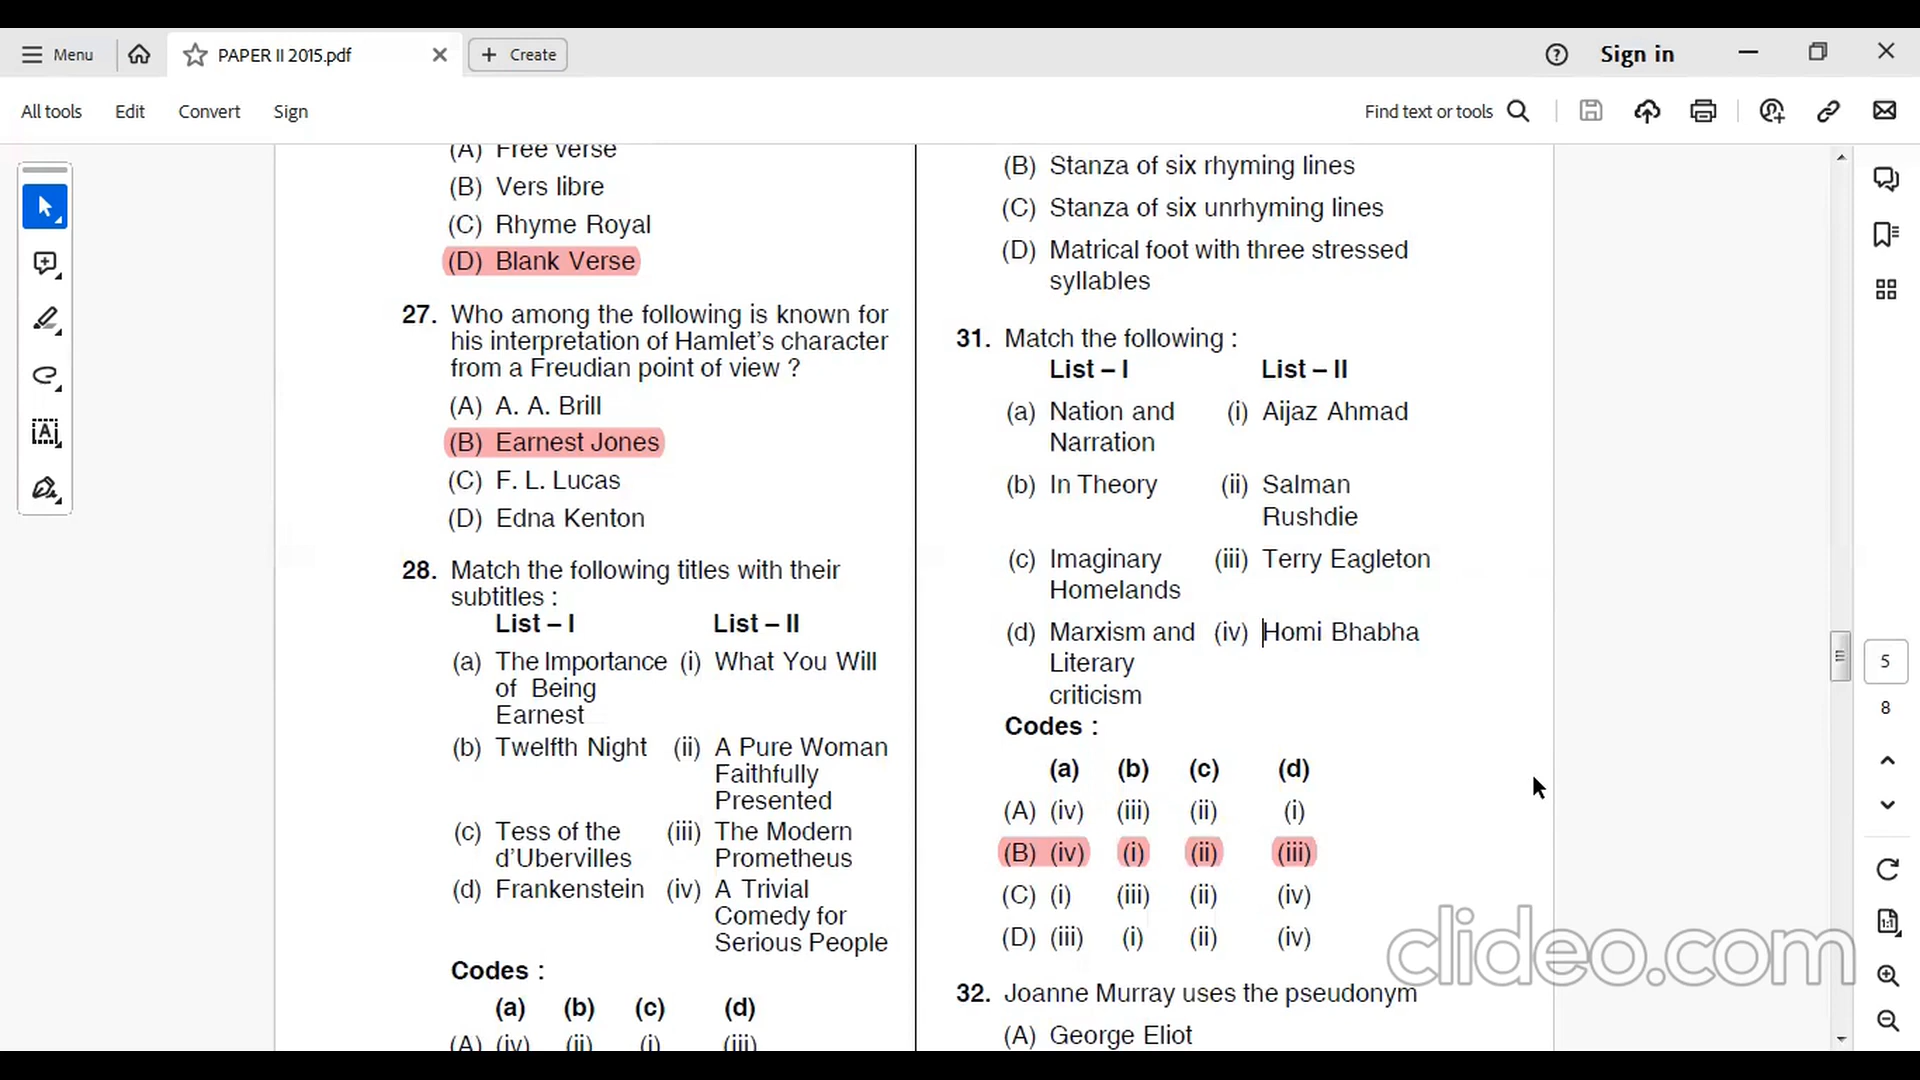 Menu
PAPER II 2015.pdf
Create
Sign in
All tools
Edit
Convert
Sign
Find text or tools
(A) Free verse
(B) Vers libre
(C) Rhyme Royal
(D) Blank Verse
27. Who among the following is known for
his interpretation of Hamlet's character
from a Freudian point of view ?
(A) A. A. Brill
(B) Earnest Jones
(C) F. L. Lucas
(D) Edna Kenton
28. Match the following titles with their
subtitles :
List – I List – II
(a) The Importance (i) What You Will
of Being
Earnest
(b) Twelfth Night (ii) A Pure Woman
Faithfully
Presented
(c) Tess of the (iii) The Modern
d'Ubervilles Prometheus
(d) Frankenstein (iv) A Trivial
Comedy for
Serious People
Codes :
(a) (b) (c) (d)
(A) (iv) (ii) (i) (iii)
(B) Stanza of six rhyming lines
(C) Stanza of six unrhyming lines
(D) Matrical foot with three stressed
syllables
31. Match the following :
List – I List – II
(a) Nation and (i) Aijaz Ahmad
Narration
(b) In Theory (ii) Salman
Rushdie
(c) Imaginary (iii) Terry Eagleton
Homelands
(d) Marxism and (iv) Homi Bhabha
Literary
criticism
Codes :
(a) (b) (c) (d)
(A) (iv) (iii) (ii) (i)
(B) (iv) (i) (ii) (iii)
(C) (i) (iii) (ii) (iv)
(D) (iii) (i) (ii) (iv)
32. Joanne Murray uses the pseudonym
(A) George Eliot
5
8
1:1
clideo.com